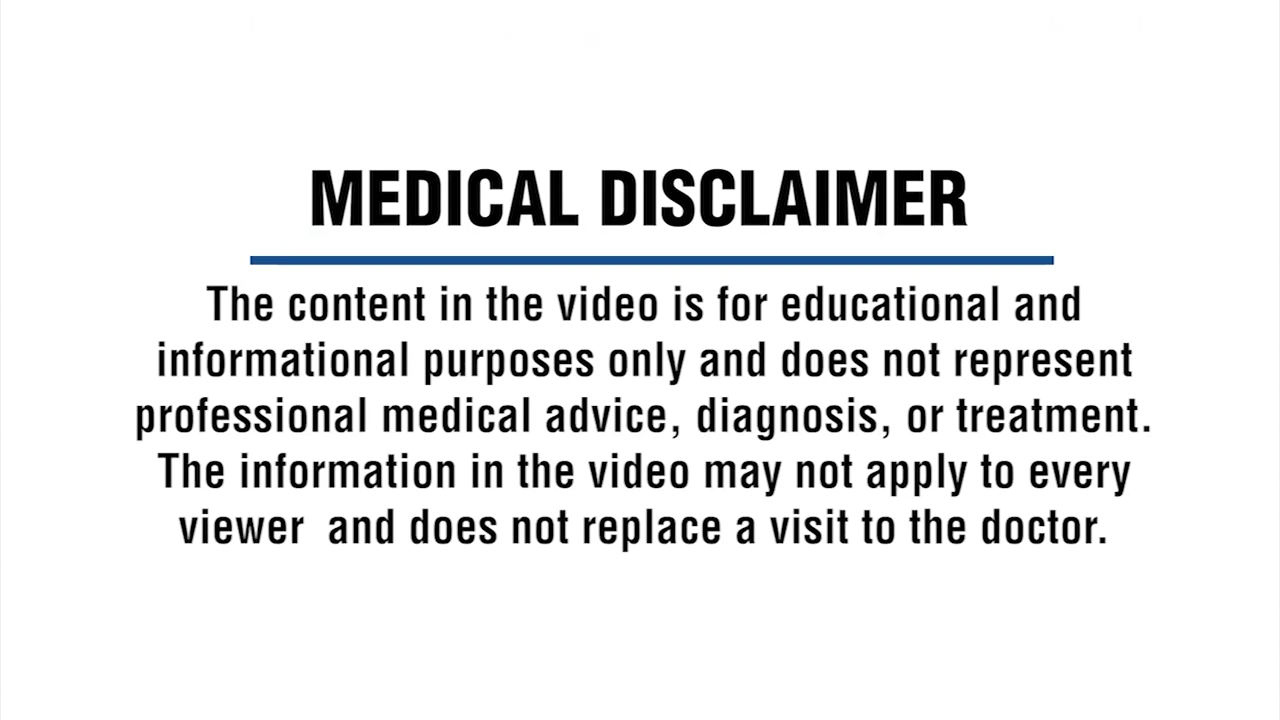 MEDICAL DISCLAIMER
The content in the video is for educational and
informational purposes only and does not represent
professional medical advice, diagnosis, or treatment.
The information in the video may not apply to every
viewer  and does not replace a visit to the doctor.